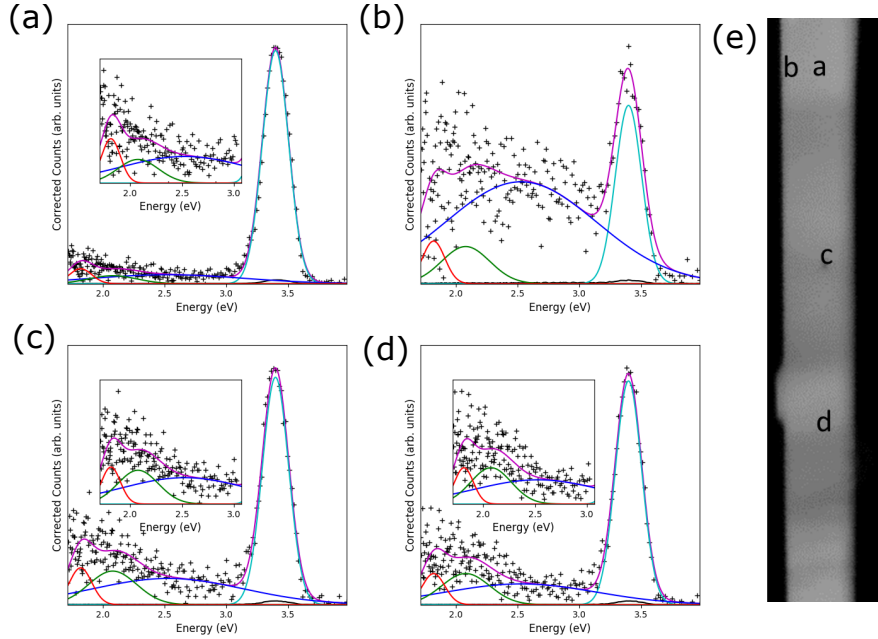 (a)
Corrected Counts (arb. units)
2.0 2.5 3.0
Energy (eV)
2.0 2.5 3.0 3.5
Energy (eV)
(b)
Corrected Counts (arb. units)
2.0 2.5 3.0 3.5
Energy (eV)
(c)
Corrected Counts (arb. units)
2.0 2.5 3.0
Energy (eV)
2.0 2.5 3.0 3.5
Energy (eV)
(d)
Corrected Counts (arb. units)
2.0 2.5 3.0
Energy (eV)
2.0 2.5 3.0 3.5
Energy (eV)
(e)
b a
c
d